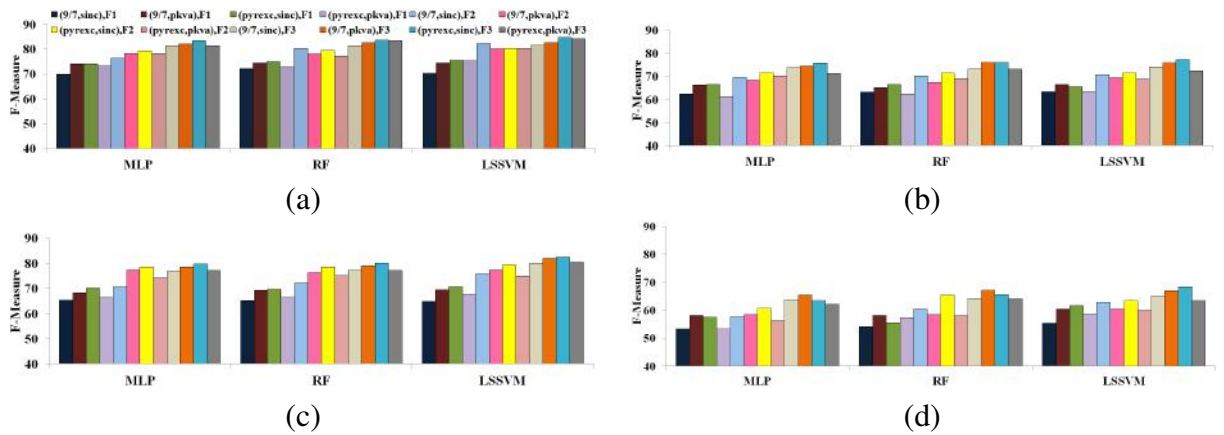 (9/7,sinc),F1 (9/7,pkva),F1 (pyrexc,sinc),F1 (pyrexc,pkva),F1 (9/7,sinc),F2 (9/7,pkva),F2
(pyrexc,sinc),F2 (pyrexc,pkva),F2 (9/7,sinc),F3 (9/7,pkva),F3 (pyrexc,sinc),F3 (pyrexc,pkva),F3
F-Measure
90
80
70
60
50
40
MLP RF LSSVM
(a)
F-Measure
90
80
70
60
50
40
MLP RF LSSVM
(b)
F-Measure
90
80
70
60
50
40
MLP RF LSSVM
(c)
F-Measure
90
80
70
60
50
40
MLP RF LSSVM
(d)